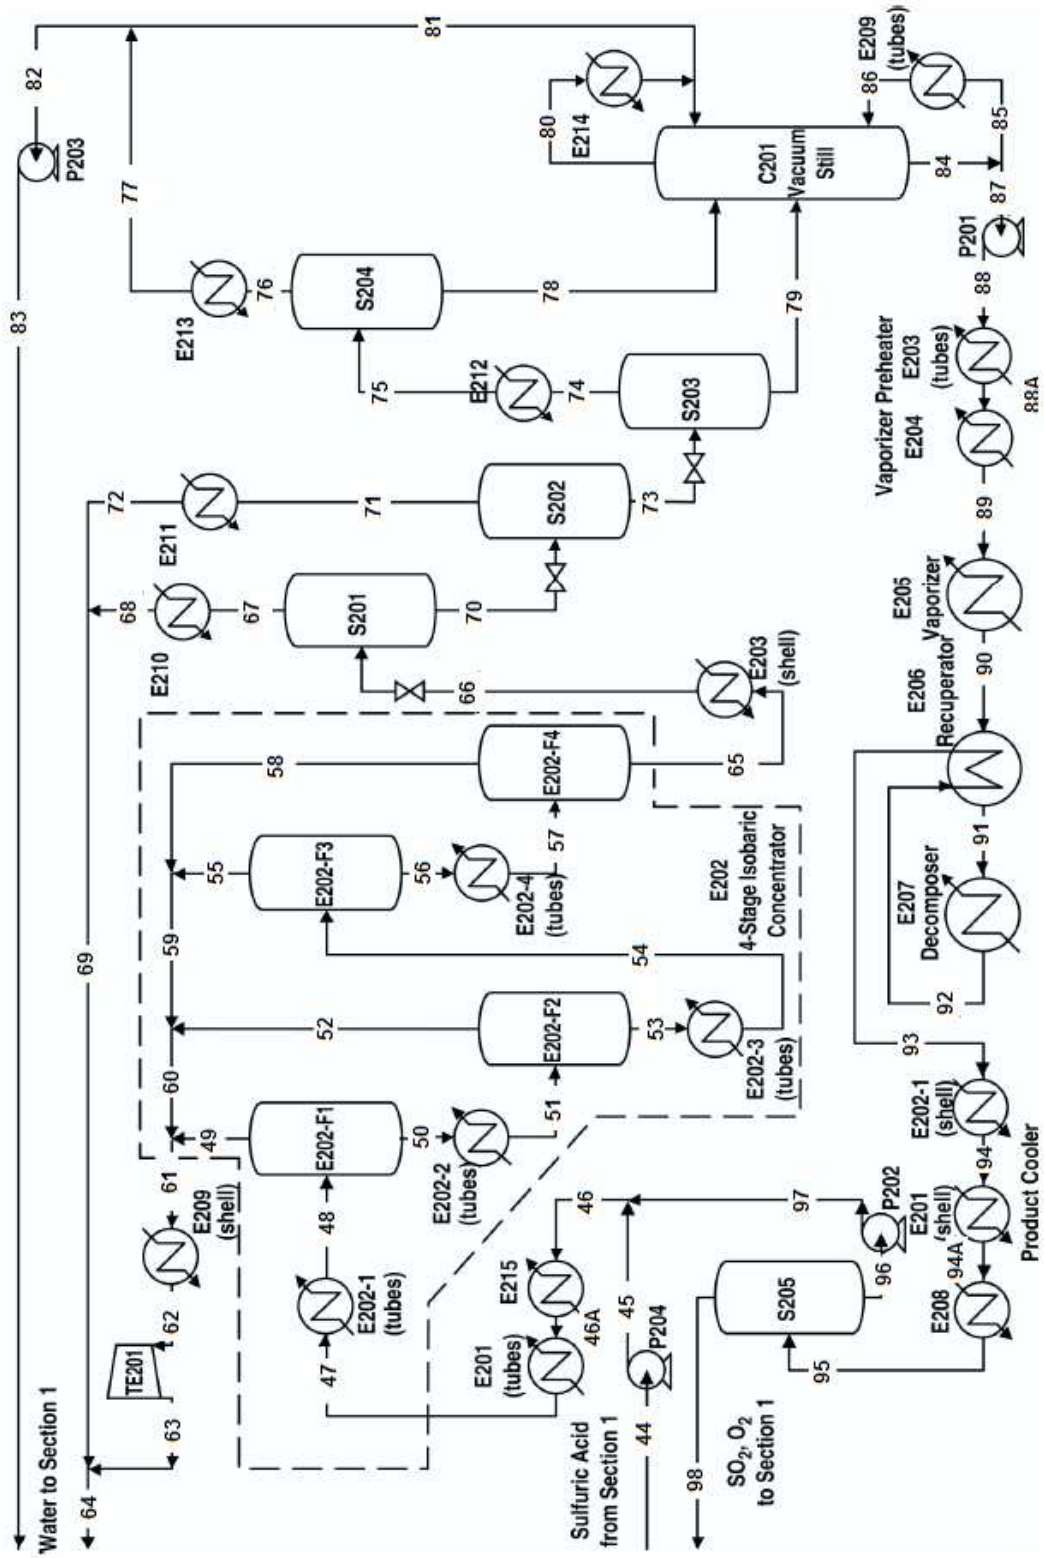 83
82
Water to Section 1
P203
64
69
68
72
77
81
TE201
63
62
61
60
59
E209
(shell)
E210
E211
E213
49
55
58
67
71
76
E202-F1
E202-F3
S201
S204
47
48
52
54
E202-1
(tubes)
50
56
70
75
E202-2
(tubes)
E202-4
(tubes)
E202-F2
E202-F4
S202
E212
51
57
66
73
74
78
80
E214
Sulfuric Acid
from Section 1
E201
(tubes)
E215
46
46A
44
45
P204
53
65
S203
E202-3
(tubes)
E202
4-Stage Isobaric
Concentrator
E203
(shell)
79
C201
Vacuum
Still
98
SO2, O2
to Section 1
S205
97
95
96
P202
E209
(tubes)
86
84
85
87
P201
E208
94A
E201
(shell)
94
E202-1
(shell)
93
92
E207
Decomposer
91
E206
Recuperator
90
E205
Vaporizer
89
Vaporizer Preheater
E204
E203
(tubes)
88
88A
Product Cooler